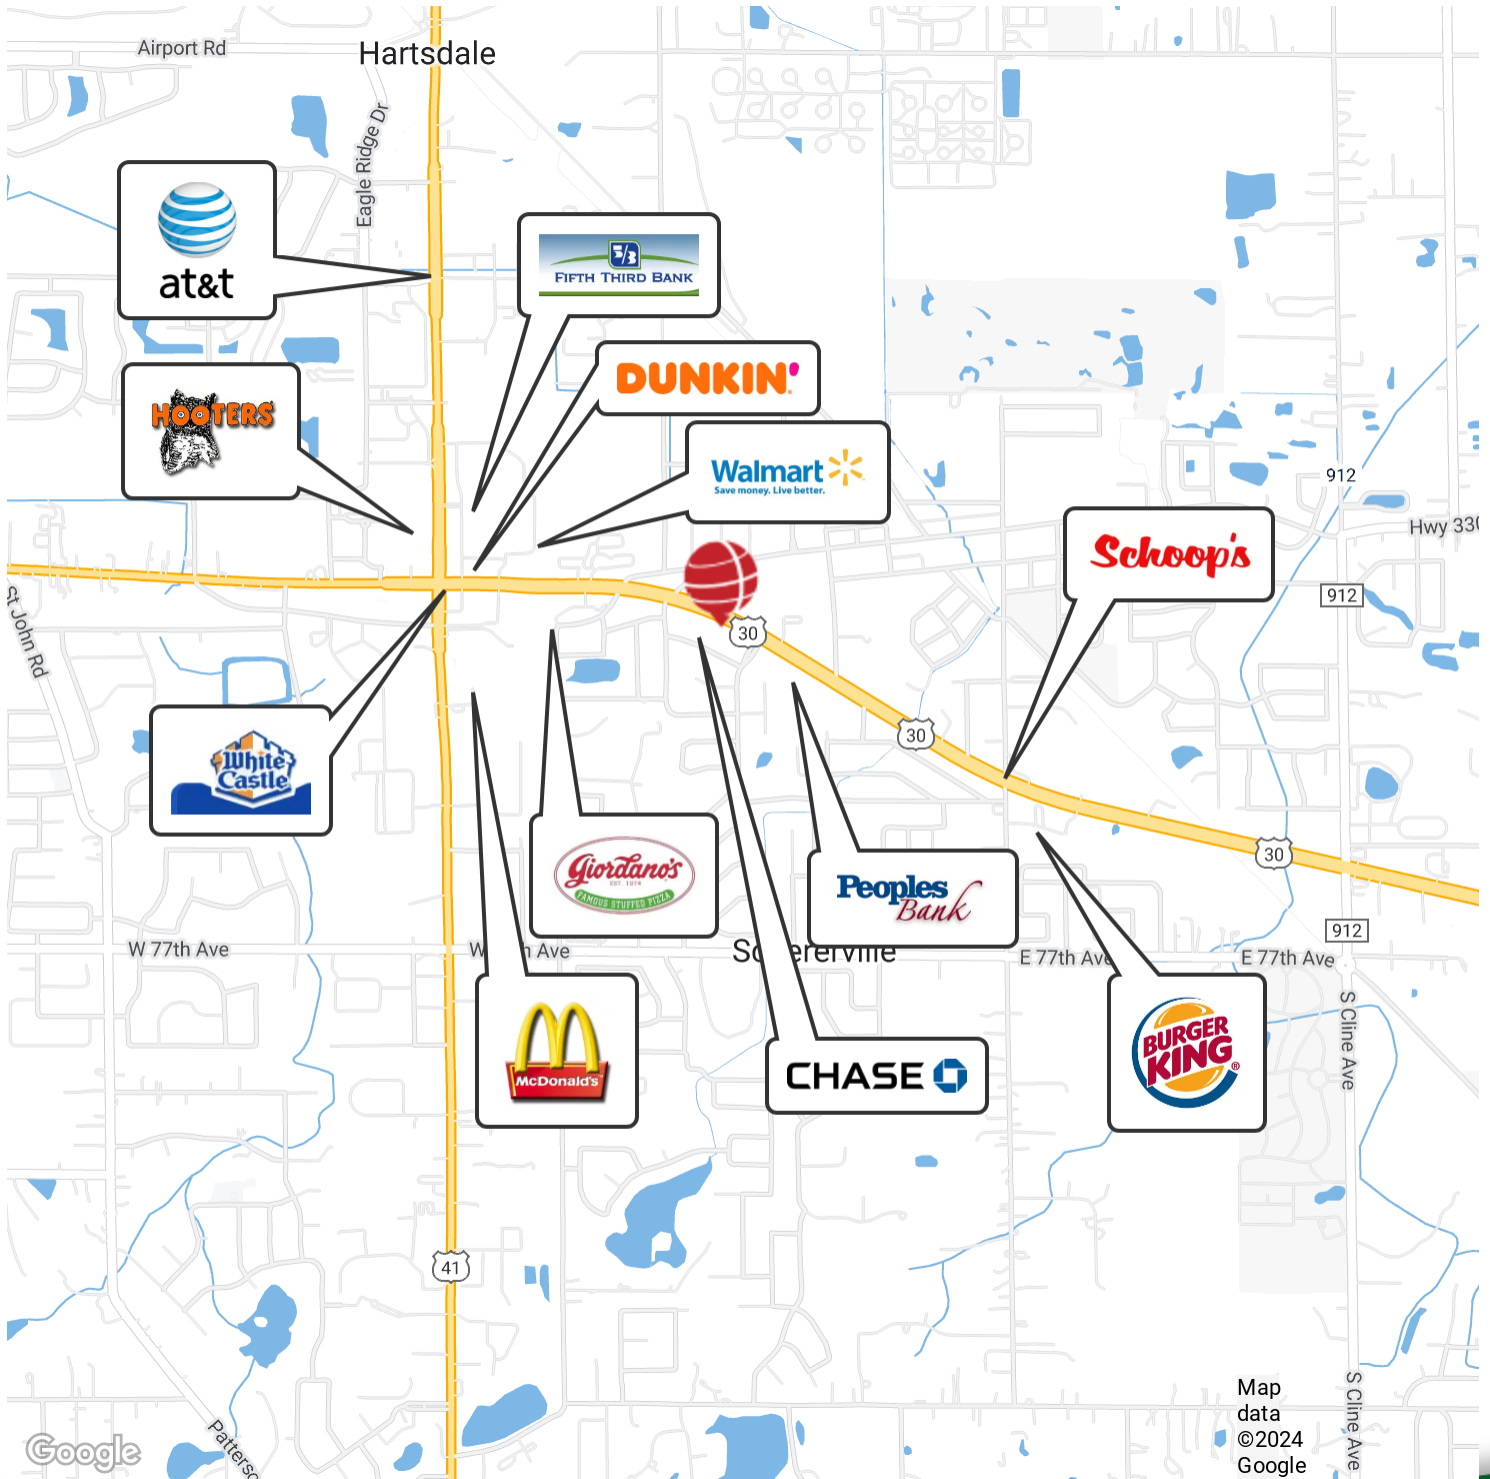 Airport Rd
Hartsdale
Eagle Ridge Dr
at&t
5/3
FIFTH THIRD BANK
DUNKIN'
HOOTERS
Walmart
Save money. Live better.
912
Hwy 330
Schoop's
912
St John Rd
30
30
White
Castle
30
Giordano's
EST. 1974
FAMOUS STUFFED PIZZA
Peoples
Bank
912
W 77th Ave
Ave
E 77th Ave
E 77th Ave
S Cline Ave
McDonald's
CHASE
BURGER
KING®
41
S Cline Ave
Map
data
©2024
Google
Google